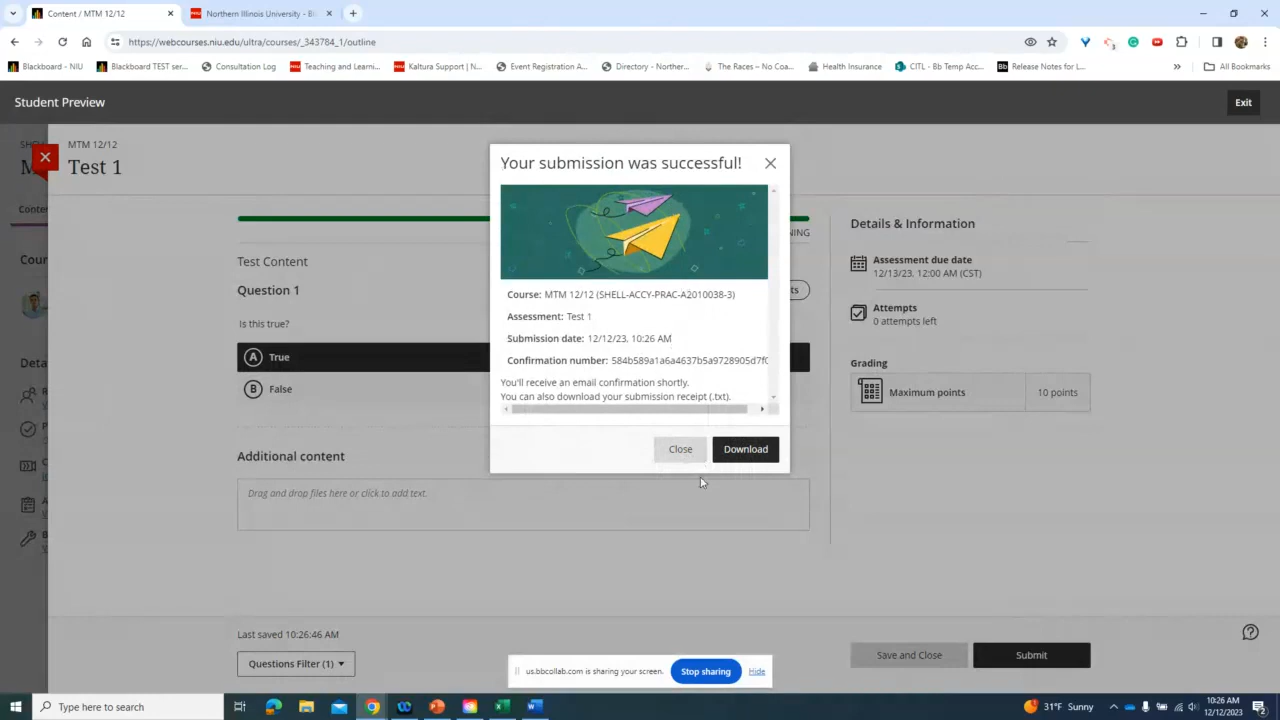 Content / MTM 12/12
Northern Illinois University - Bl
https://webcourses.niu.edu/ultra/courses/_343784_1/outline
Blackboard - NIU
Blackboard TEST ser...
Consultation Log
Teaching and Learni...
Kaltura Support | N...
Event Registration A...
Directory - Norther...
The Races – No Coa...
Health Insurance
CITL - Bb Temp Acc...
Release Notes for L...
All Bookmarks
Student Preview
Exit
MTM 12/12
Test 1
Your submission was successful!
Course: MTM 12/12 (SHELL-ACCY-PRAC-A2010038-3)
Assessment: Test 1
Submission date: 12/12/23, 10:26 AM
Confirmation number: 584b589a1a6a4637b5a9728905d7f0
You'll receive an email confirmation shortly.
You can also download your submission receipt (.txt).
Close
Download
Conten
Cour
Deta
NING
Test Content
Question 1
ts
Is this true?
A True
B False
Additional content
Drag and drop files here or click to add text.
Details & Information
Assessment due date
12/13/23, 12:00 AM (CST)
Attempts
0 attempts left
Grading
Maximum points
10 points
Last saved 10:26:46 AM
Questions Filter (1)
Save and Close
Submit
us.bbcollab.com is sharing your screen.
Stop sharing
Hide
Type here to search
31°F Sunny
10:26 AM
12/12/2023
2